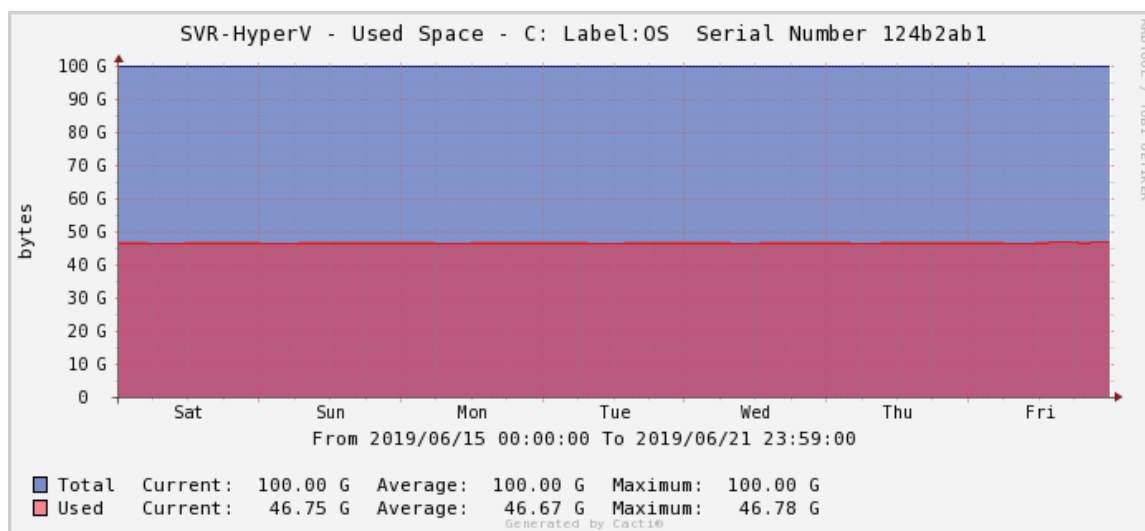 SVR-HyperV - Used Space - C: Label:OS  Serial Number 124b2ab1
100 G
90 G
80 G
70 G
60 G
50 G
40 G
30 G
20 G
10 G
0
bytes
Sat Sun Mon Tue Wed Thu Fri
From 2019/06/15 00:00:00 To 2019/06/21 23:59:00
Total Current: 100.00 G Average: 100.00 G Maximum: 100.00 G
Used Current: 46.75 G Average: 46.67 G Maximum: 46.78 G
Generated by Cacti®